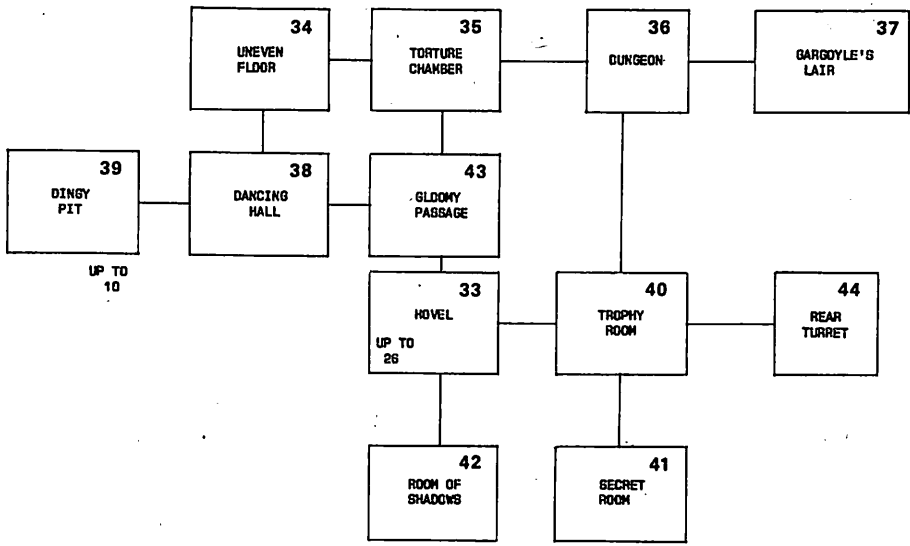 34
UNEVEN
FLOOR
35
TORTURE
CHAMBER
36
DUNGEON
37
GARGOYLE'S
LAIR
39
DINGY
PIT
UP TO
10
38
DANCING
HALL
43
GLOOMY
PASSAGE
33
HOVEL
UP TO
26
40
TROPHY
ROOM
44
REAR
TURRET
42
ROOM OF
SHADOWS
41
SECRET
ROOM